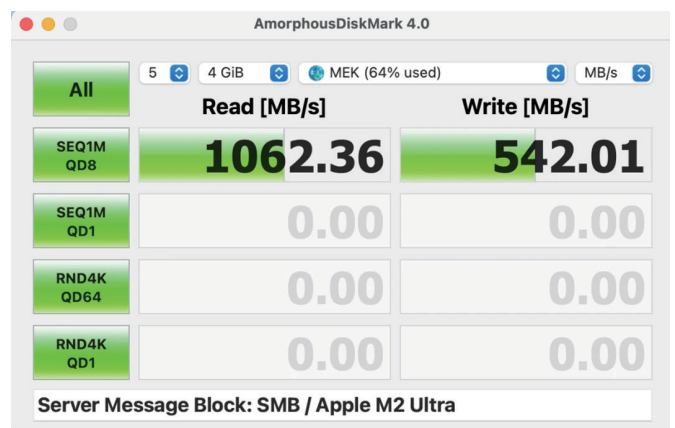 AmorphousDiskMark 4.0
All
5 4 GiB MEK (64% used) MB/s
Read [MB/s] Write [MB/s]
SEQ1M
QD8
1062.36 542.01
SEQ1M
QD1
0.00 0.00
RND4K
QD64
0.00 0.00
RND4K
QD1
0.00 0.00
Server Message Block: SMB / Apple M2 Ultra